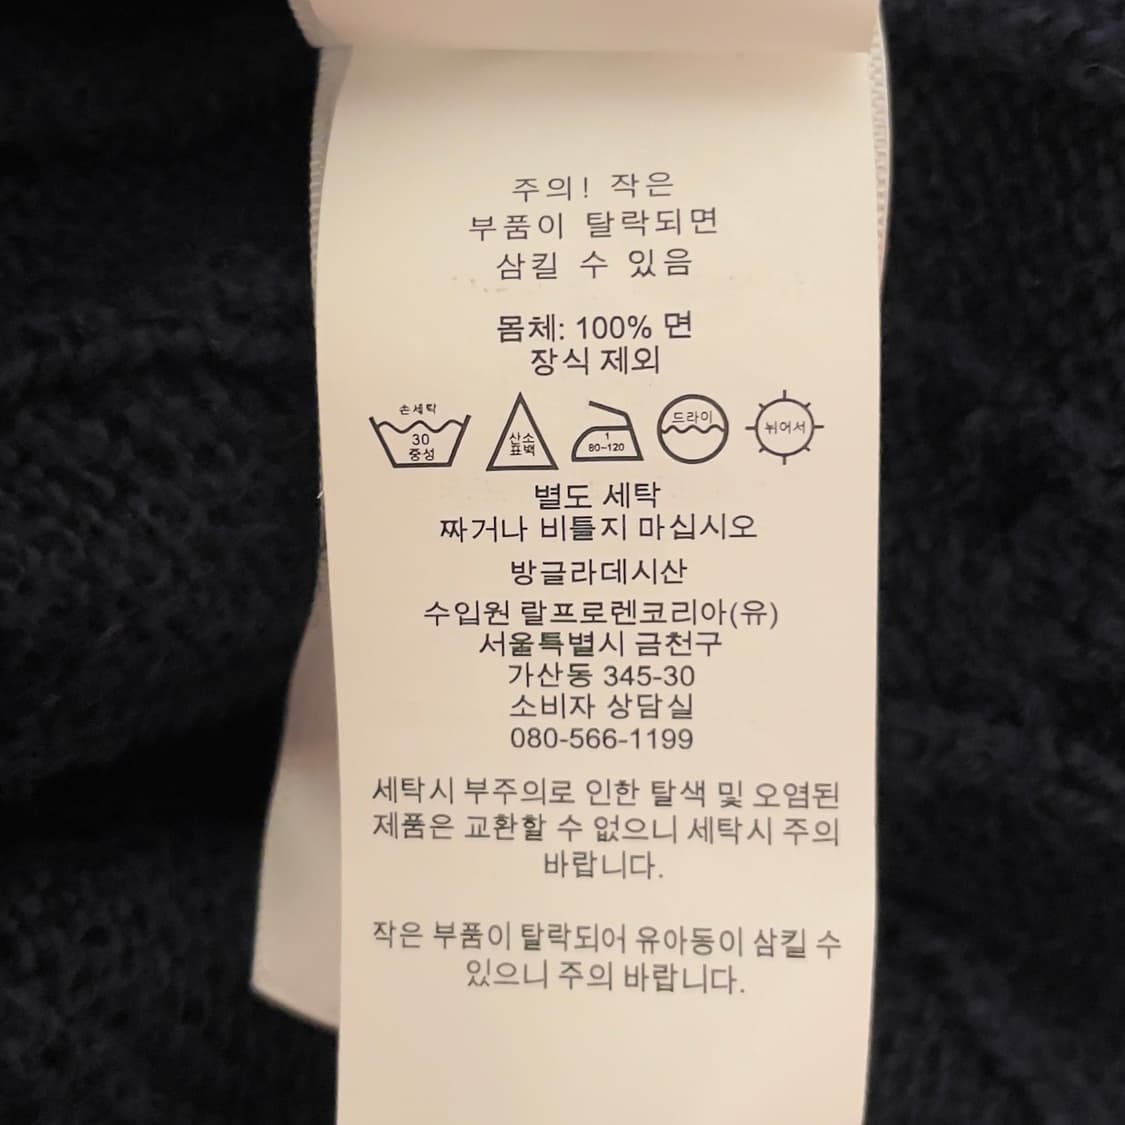 주의! 작은
부품이 탈락되면
삼킬 수 있음
몸체: 100% 면
장식 제외
손세탁
30
중성
산소
표백
1
80~120
드라이
뉘어서
별도 세탁
짜거나 비틀지 마십시오
방글라데시산
수입원 랄프로렌코리아(유)
서울특별시 금천구
가산동 345-30
소비자 상담실
080-566-1199
세탁시 부주의로 인한 탈색 및 오염된
제품은 교환할 수 없으니 세탁시 주의
바랍니다.
작은 부품이 탈락되어 유아동이 삼킬 수
있으니 주의 바랍니다.